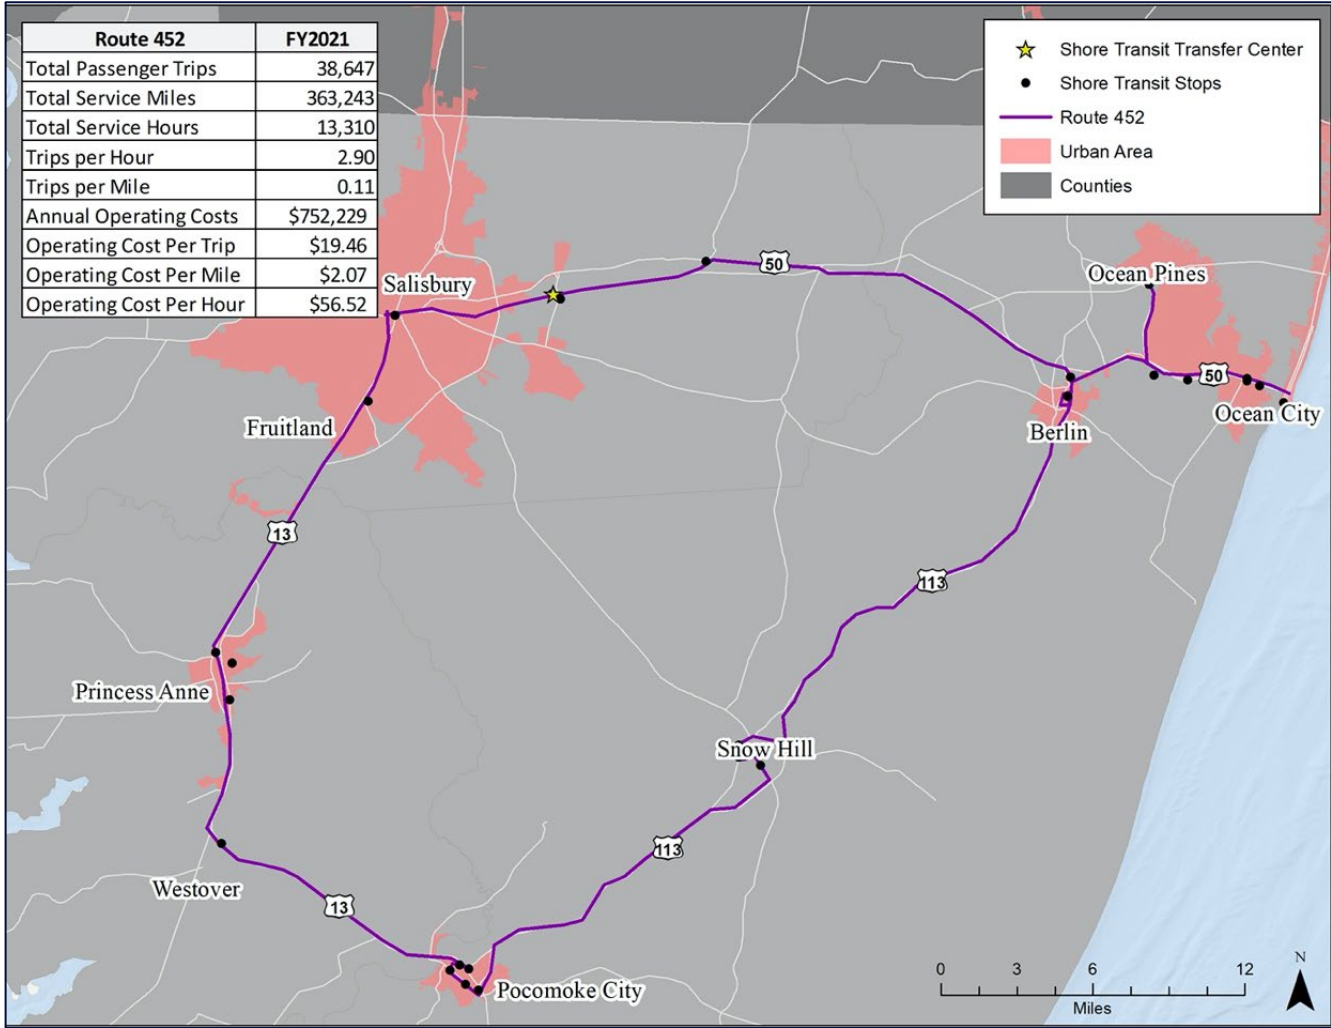 Route 452 FY2021
Total Passenger Trips 38,647
Total Service Miles 363,243
Total Service Hours 13,310
Trips per Hour 2.90
Trips per Mile 0.11
Annual Operating Costs $752,229
Operating Cost Per Trip $19.46
Operating Cost Per Mile $2.07
Operating Cost Per Hour $56.52
Shore Transit Transfer Center
Shore Transit Stops
Route 452
Urban Area
Counties
50
Ocean Pines
Salisbury
50
Ocean City
Fruitland
Berlin
13
113
Princess Anne
Snow Hill
113
Westover
13
Pocomoke City
N
0 3 6 12
Miles